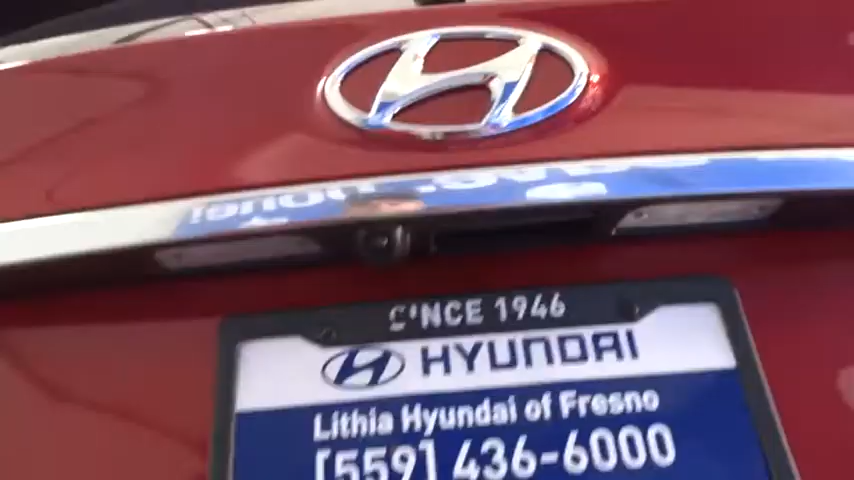 SINCE 1946
HYUNDAI
Lithia Hyundai of Fresno
[559] 436-6000